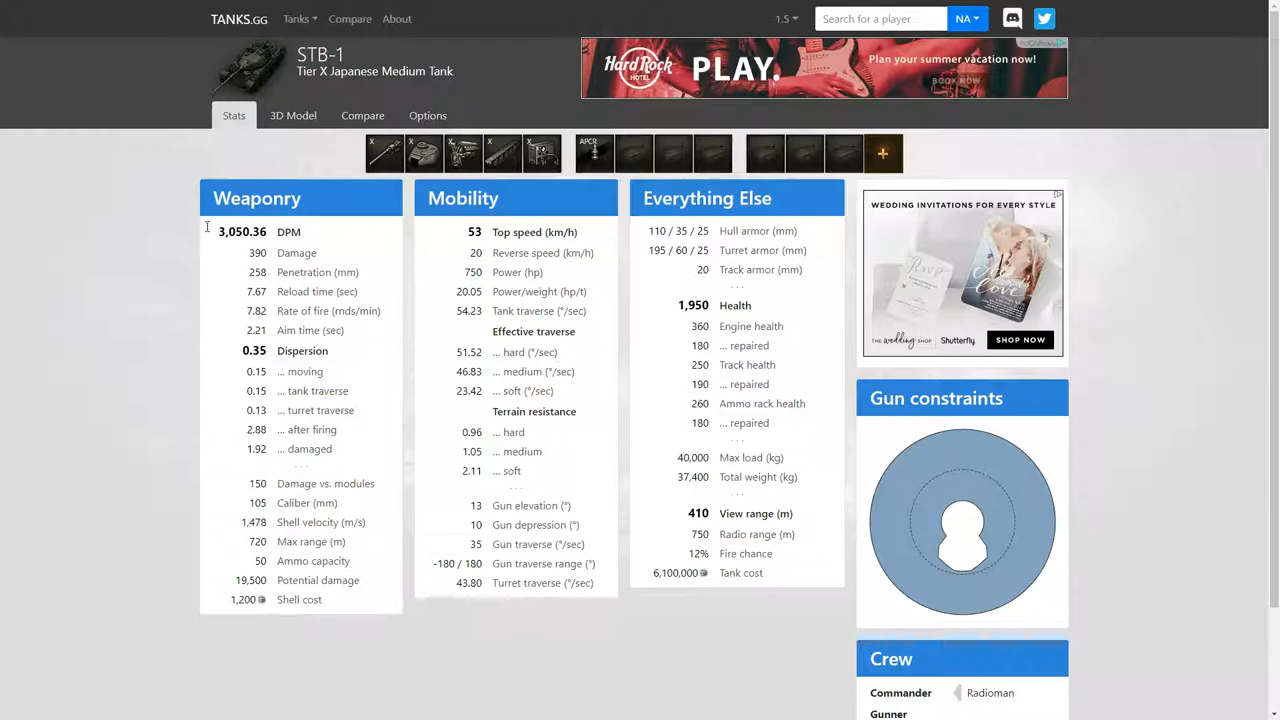 TANKS.GG Tanks Compare About 1.5 Search for a player NA
STB-1
Tier X Japanese Medium Tank
Hard Rock HOTEL PLAY. Plan your summer vacation now!
BOOK NOW
Stats 3D Model Compare Options
X X X X X APCR +
Weaponry
3,050.36 DPM
390 Damage
258 Penetration (mm)
7.67 Reload time (sec)
7.82 Rate of fire (rnds/min)
2.21 Aim time (sec)
0.35 Dispersion
0.15 ... moving
0.15 ... tank traverse
0.13 ... turret traverse
2.88 ... after firing
1.92 ... damaged
...
150 Damage vs. modules
105 Caliber (mm)
1,478 Shell velocity (m/s)
720 Max range (m)
50 Ammo capacity
19,500 Potential damage
1,200 Shell cost
Mobility
53 Top speed (km/h)
20 Reverse speed (km/h)
750 Power (hp)
20.05 Power/weight (hp/t)
54.23 Tank traverse (°/sec)
Effective traverse
51.52 ... hard (°/sec)
46.83 ... medium (°/sec)
23.42 ... soft (°/sec)
Terrain resistance
0.96 ... hard
1.05 ... medium
2.11 ... soft
...
13 Gun elevation (°)
10 Gun depression (°)
35 Gun traverse (°/sec)
-180 / 180 Gun traverse range (°)
43.80 Turret traverse (°/sec)
Everything Else
110 / 35 / 25 Hull armor (mm)
195 / 60 / 25 Turret armor (mm)
20 Track armor (mm)
...
1,950 Health
360 Engine health
180 ... repaired
250 Track health
190 ... repaired
260 Ammo rack health
180 ... repaired
...
40,000 Max load (kg)
37,400 Total weight (kg)
...
410 View range (m)
750 Radio range (m)
12% Fire chance
6,100,000 Tank cost
WEDDING INVITATIONS FOR EVERY STYLE
THE wedding SHOP Shutterfly. SHOP NOW
Gun constraints
Crew
Commander Radioman
Gunner